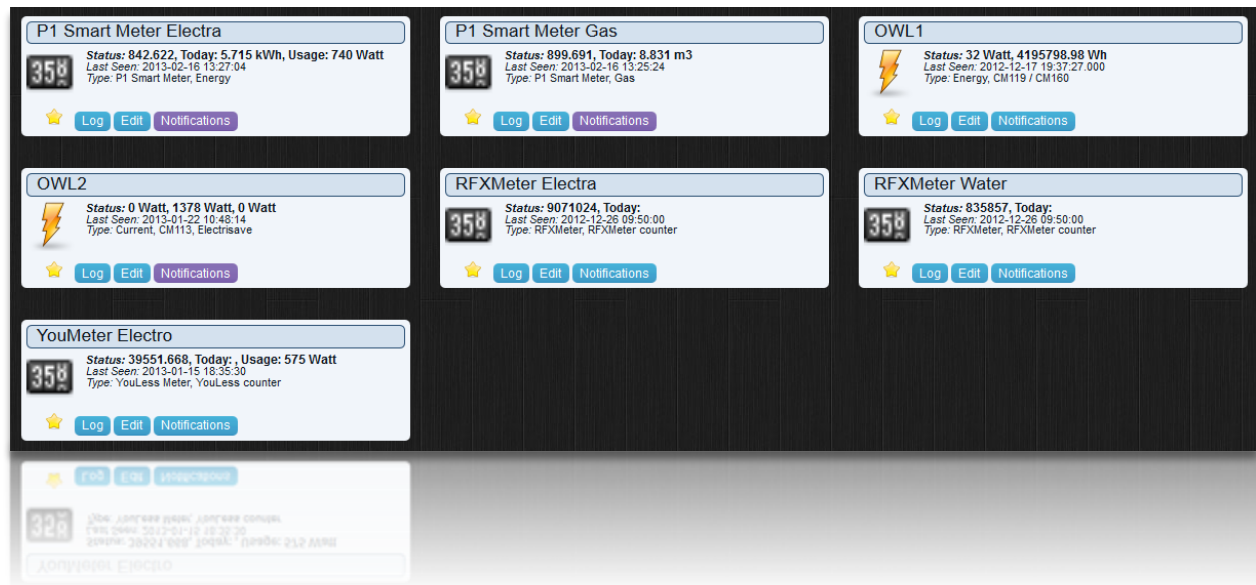 P1 Smart Meter Electra
Status: 842.622, Today: 5.715 kWh, Usage: 740 Watt
Last Seen: 2013-02-16 13:27:04
Type: P1 Smart Meter, Energy
Log Edit Notifications
P1 Smart Meter Gas
Status: 899.691, Today: 8.831 m3
Last Seen: 2013-02-16 13:25:24
Type: P1 Smart Meter, Gas
Log Edit Notifications
OWL1
Status: 32 Watt, 4195798.98 Wh
Last Seen: 2012-12-17 19:37:27.000
Type: Energy, CM119 / CM160
Log Edit Notifications
OWL2
Status: 0 Watt, 1378 Watt, 0 Watt
Last Seen: 2013-01-22 10:48:14
Type: Current, CM113, Electrisave
Log Edit Notifications
RFXMeter Electra
Status: 9071024, Today:
Last Seen: 2012-12-26 09:50:00
Type: RFXMeter, RFXMeter counter
Log Edit Notifications
RFXMeter Water
Status: 835857, Today:
Last Seen: 2012-12-26 09:50:00
Type: RFXMeter, RFXMeter counter
Log Edit Notifications
YouMeter Electro
Status: 39551.668, Today: , Usage: 575 Watt
Last Seen: 2013-01-15 18:35:30
Type: YouLess Meter, YouLess counter
Log Edit Notifications